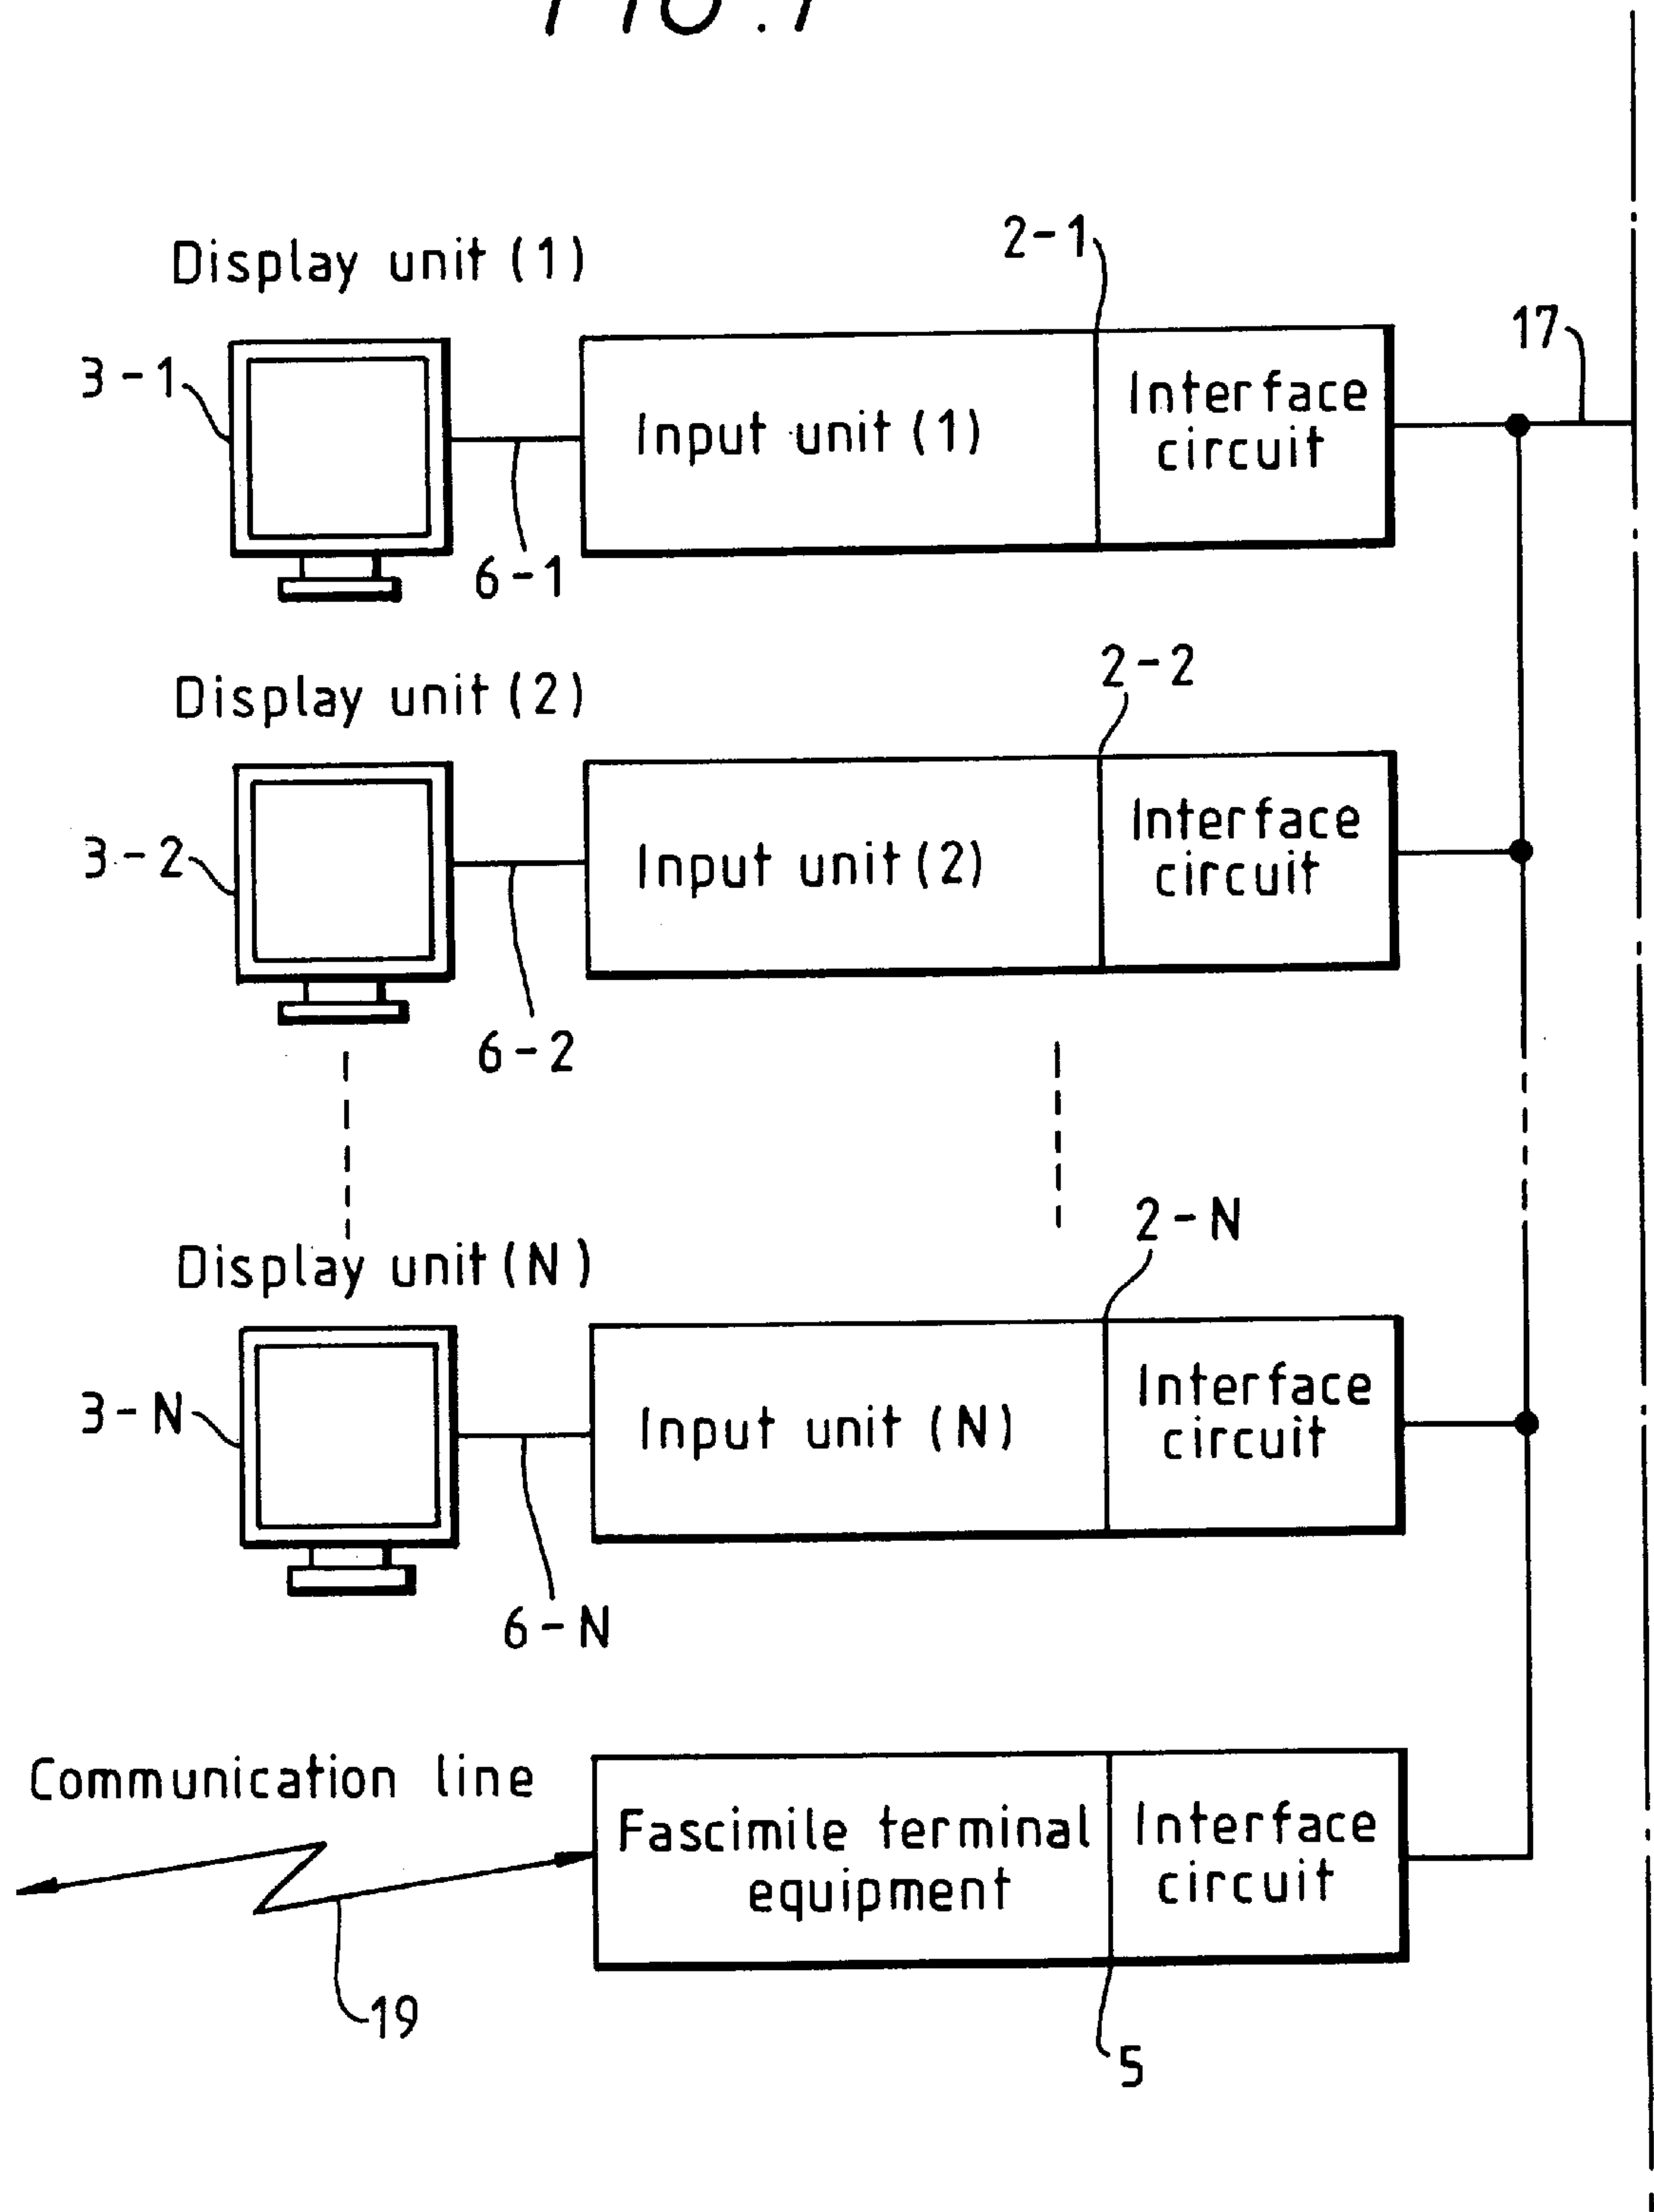 FIG.1
Display unit (1)
2-1
17
3-1
Input unit (1)
Interface
circuit
6-1
Display unit (2)
2-2
3-2
Input unit (2)
Interface
circuit
6-2
2-N
Display unit (N)
3-N
Input unit (N)
Interface
circuit
6-N
Communication line
Fascimile terminal
equipment
Interface
circuit
19
5